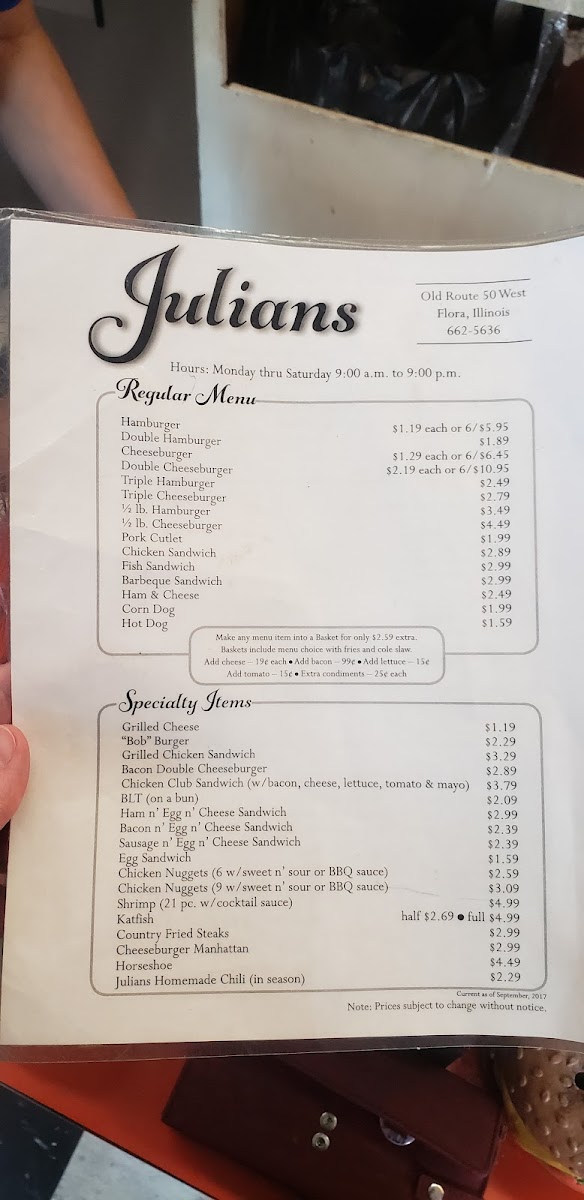 Julians
Old Route 50 West
Flora, Illinois
662-5636
Hours: Monday thru Saturday 9:00 a.m. to 9:00 p.m.
Regular Menu
Hamburger $1.19 each or 6/$5.95
Double Hamburger $1.89
Cheeseburger $1.29 each or 6/$6.45
Double Cheeseburger $2.19 each or 6/$10.95
Triple Hamburger $2.49
Triple Cheeseburger $2.79
½ lb. Hamburger $3.49
½ lb. Cheeseburger $4.49
Pork Cutlet $1.99
Chicken Sandwich $2.89
Fish Sandwich $2.99
Barbeque Sandwich $2.99
Ham & Cheese $2.49
Corn Dog $1.99
Hot Dog $1.59
Make any menu item into a Basket for only $2.59 extra.
Baskets include menu choice with fries and cole slaw.
Add cheese – 19¢ each • Add bacon – 99¢ • Add lettuce – 15¢
Add tomato – 15¢ • Extra condiments – 25¢ each
Specialty Items
Grilled Cheese $1.19
"Bob" Burger $2.29
Grilled Chicken Sandwich $3.29
Bacon Double Cheeseburger $2.89
Chicken Club Sandwich (w/bacon, cheese, lettuce, tomato & mayo) $3.79
BLT (on a bun) $2.09
Ham n' Egg n' Cheese Sandwich $2.99
Bacon n' Egg n' Cheese Sandwich $2.39
Sausage n' Egg n' Cheese Sandwich $2.39
Egg Sandwich $1.59
Chicken Nuggets (6 w/sweet n' sour or BBQ sauce) $2.59
Chicken Nuggets (9 w/sweet n' sour or BBQ sauce) $3.09
Shrimp (21 pc. w/cocktail sauce) $4.99
Katfish half $2.69 • full $4.99
Country Fried Steaks $2.99
Cheeseburger Manhattan $2.99
Horseshoe $4.49
Julians Homemade Chili (in season) $2.29
Current as of September, 2017
Note: Prices subject to change without notice.